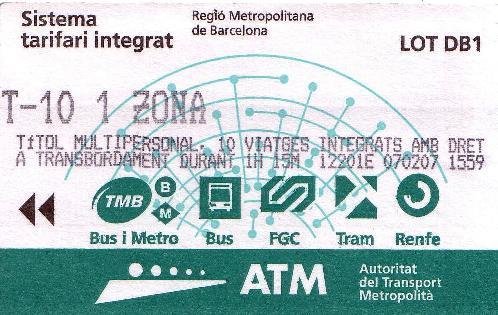 Sistema
tarifari integrat
Regió Metropolitana
de Barcelona
LOT DB1
T-10 1 ZONA
TÍTOL MULTIPERSONAL. 10 VIATGES INTEGRATS AMB DRET
A TRANSBORDAMENT DURANT 1H 15M 12201E 070207 1559
TMB
B
M
Bus i Metro
Bus
FGC
Tram
Renfe
ATM
Autoritat
del Transport
Metropolità